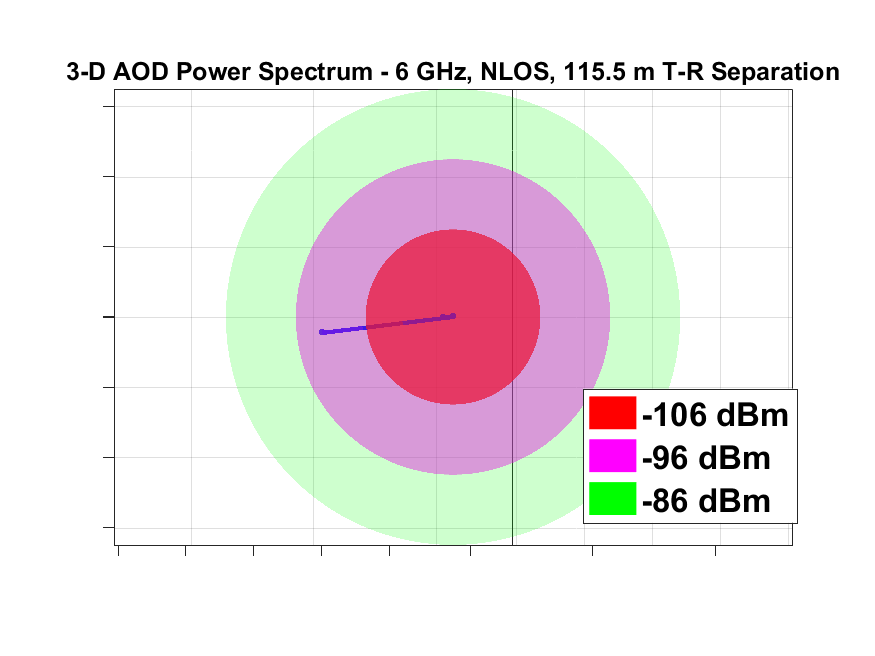 3-D AOD Power Spectrum - 6 GHz, NLOS, 115.5 m T-R Separation
-106 dBm
-96 dBm
-86 dBm